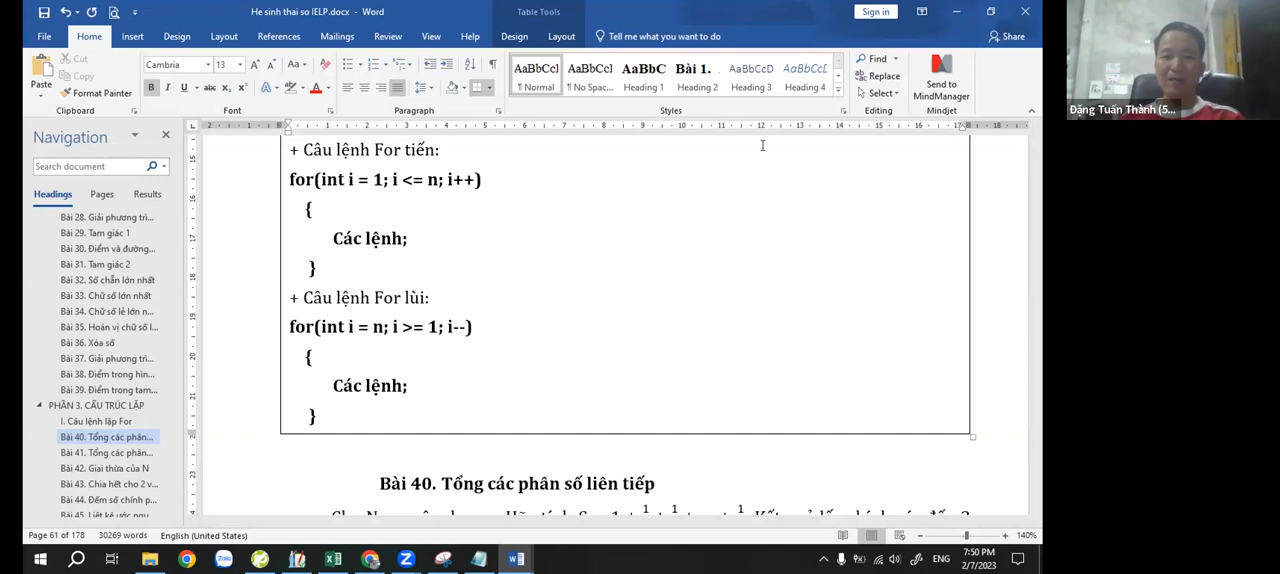 He sinh thai so IELP.docx - Word
Table Tools
Sign in
File Home Insert Design Layout References Mailings Review View Help Design Layout Tell me what you want to do Share
Paste
Cut
Copy
Format Painter
Clipboard
Cambria 13
Font
Paragraph
AaBbCcl AaBbCcl AaBbC Bài 1. AaBbCcD AaBbCcL
¶ Normal ¶ No Spac... Heading 1 Heading 2 Heading 3 Heading 4
Styles
Find
Replace
Select
Editing
Send to
MindManager
Mindjet
Đặng Tuấn Thành (5...
Navigation
Search document
Headings Pages Results
Bài 28. Giải phương trì...
Bài 29. Tam giác 1
Bài 30. Điểm và đường...
Bài 31. Tam giác 2
Bài 32. Số chẵn lớn nhất
Bài 33. Chữ số lớn nhất
Bài 34. Chữ số lẻ lớn n...
Bài 35. Hoán vị chữ số l...
Bài 36. Xóa số
Bài 37. Giải phương trì...
Bài 38. Điểm trong hìn...
Bài 39. Điểm trong tam...
PHẦN 3. CẤU TRÚC LẶP
I. Câu lệnh lặp For
Bài 40. Tổng các phân...
Bài 41. Tổng các phân...
Bài 42. Giai thừa của N
Bài 43. Chia hết cho 2 v...
Bài 44. Đếm số chính p...
+ Câu lệnh For tiến:
for(int i = 1; i <= n; i++)
{
Các lệnh;
}
+ Câu lệnh For lùi:
for(int i = n; i >= 1; i--)
{
Các lệnh;
}
Bài 40. Tổng các phân số liên tiếp
Page 61 of 178 30269 words English (United States) 140%
ENG
7:50 PM
2/7/2023